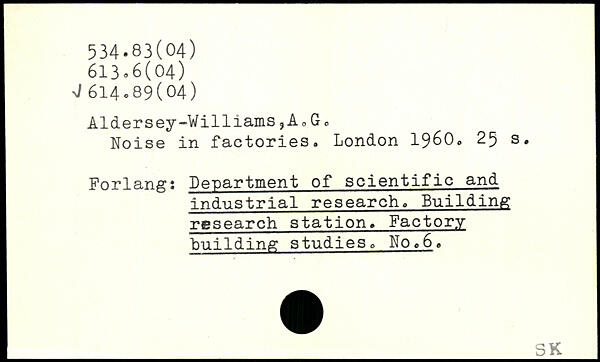 534.83(04)
613.6(04)
√614.89(04)
Aldersey-Williams,A.G.
Noise in factories. London 1960. 25 s.
Forlang: Department of scientific and
industrial research. Building
research station. Factory
building studies. No.6.
SK